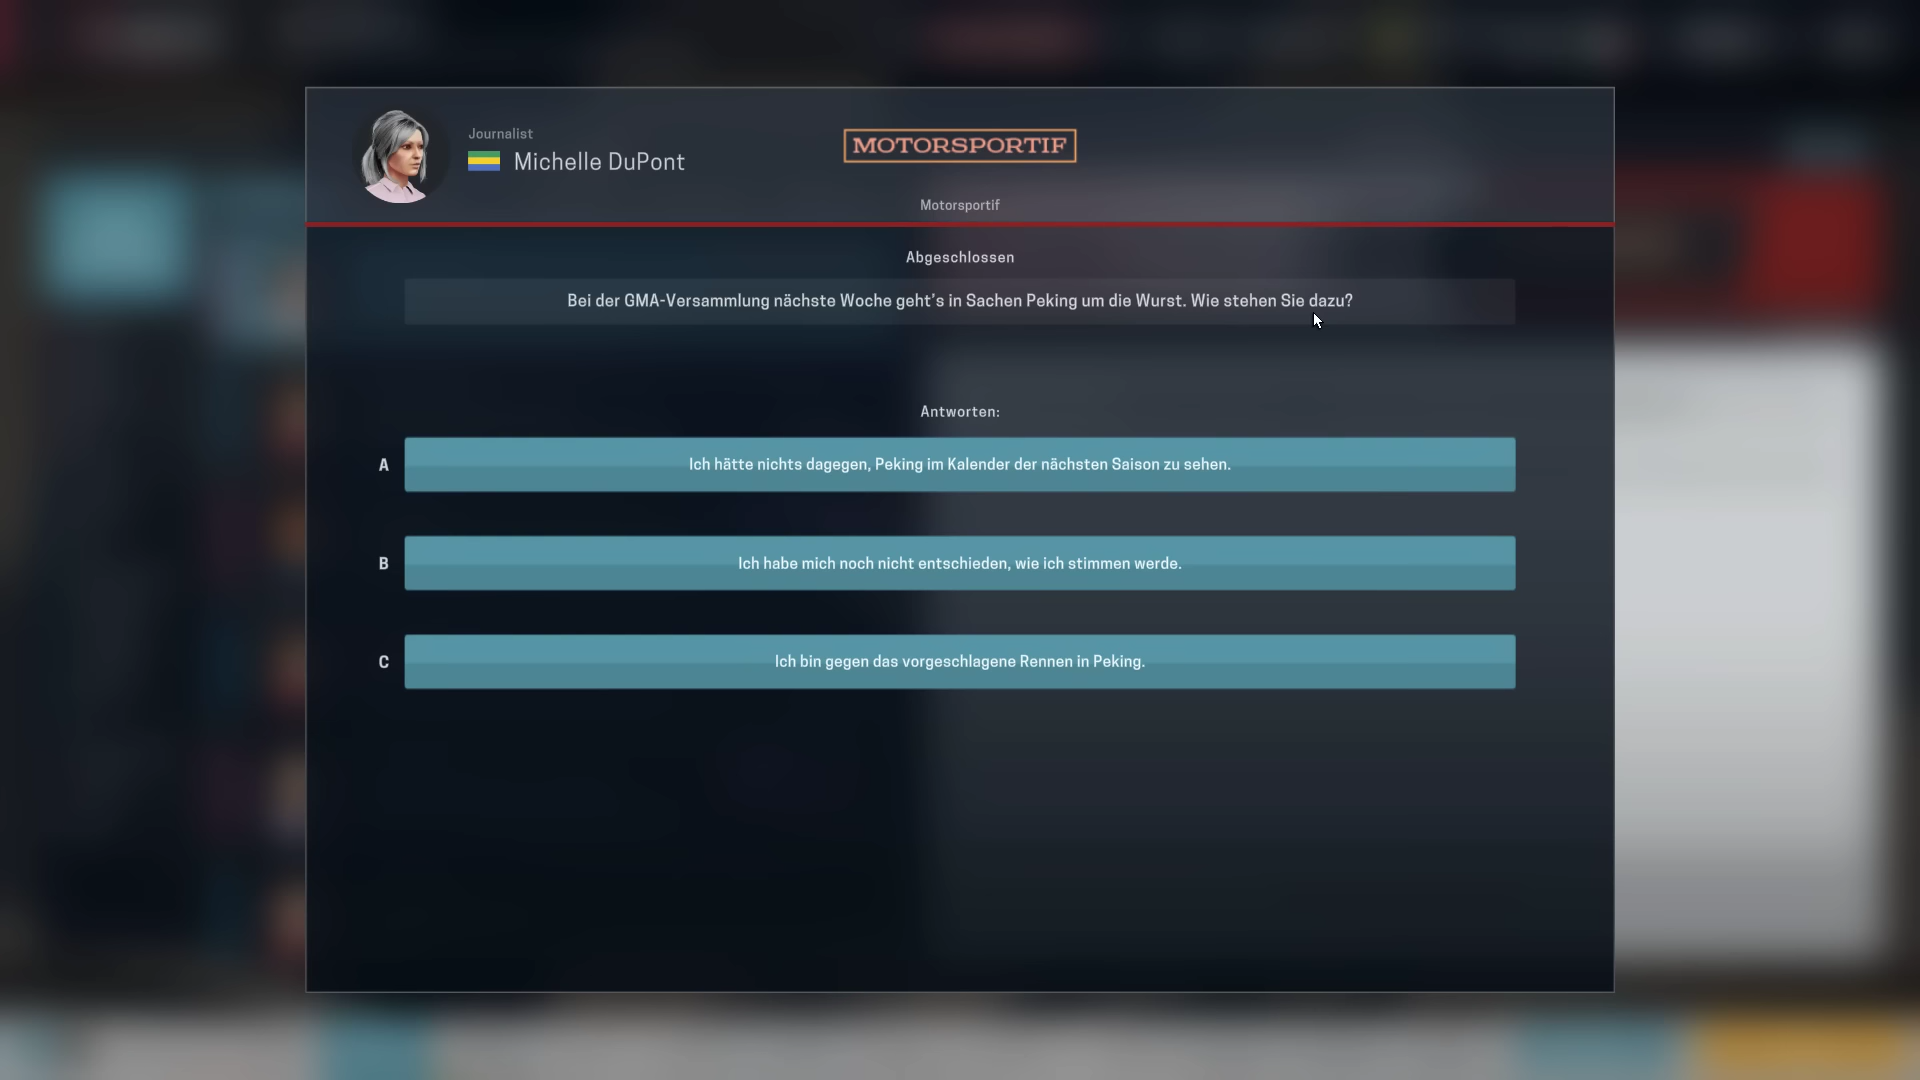 Journalist
Michelle DuPont
MOTORSPORTIF
Motorsportif
Abgeschlossen
Bei der GMA-Versammlung nächste Woche geht's in Sachen Peking um die Wurst. Wie stehen Sie dazu?
Antworten:
A
Ich hätte nichts dagegen, Peking im Kalender der nächsten Saison zu sehen.
B
Ich habe mich noch nicht entschieden, wie ich stimmen werde.
C
Ich bin gegen das vorgeschlagene Rennen in Peking.